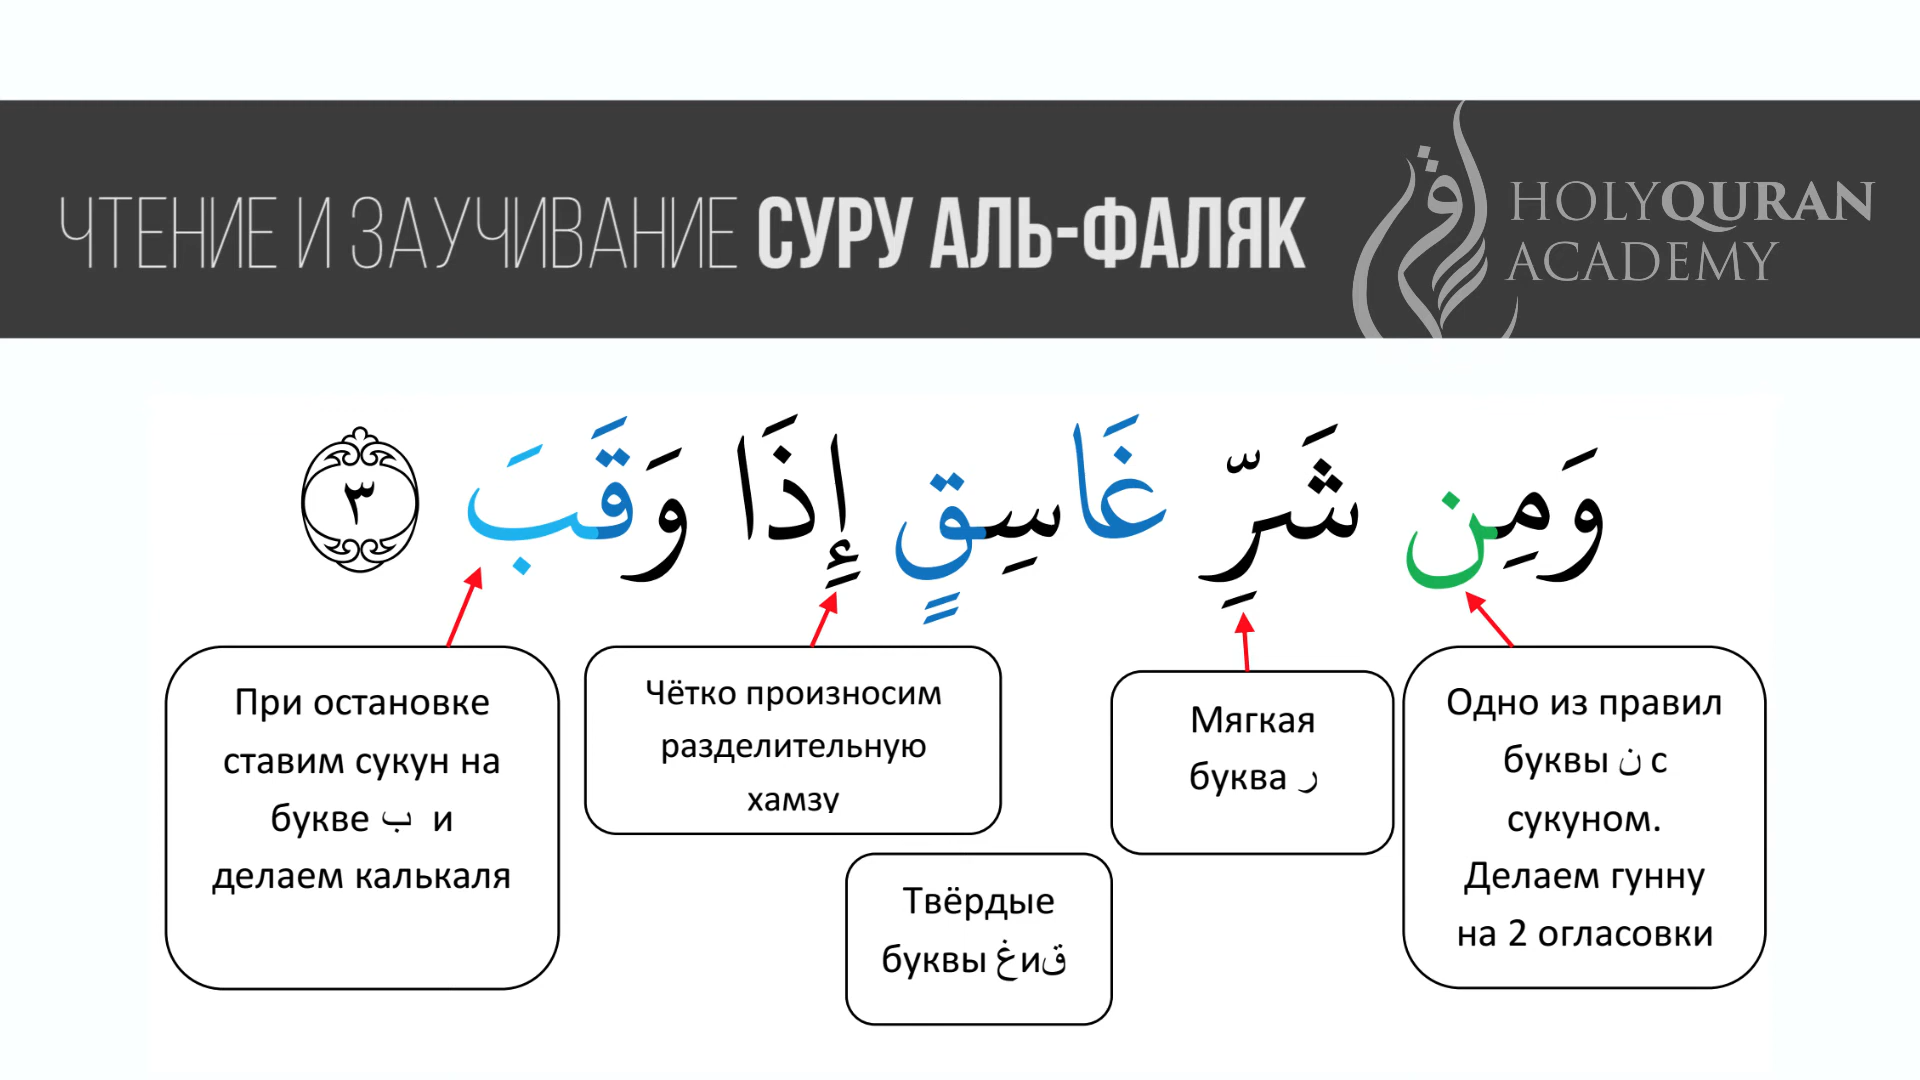 ЧТЕНИЕ И ЗАУЧИВАНИЕ СУРУ АЛЬ-ФАЛЯК
HOLYQURAN
ACADEMY
وَمِن شَرِّ غَاسِقٍ إِذَا وَقَبَ ٣
При остановке
ставим сукун на
букве ب и
делаем калькаля
Чётко произносим
разделительную
хамзу
Твёрдые
буквы غиق
Мягкая
буква ر
Одно из правил
буквы ن с
сукуном.
Делаем гунну
на 2 огласовки